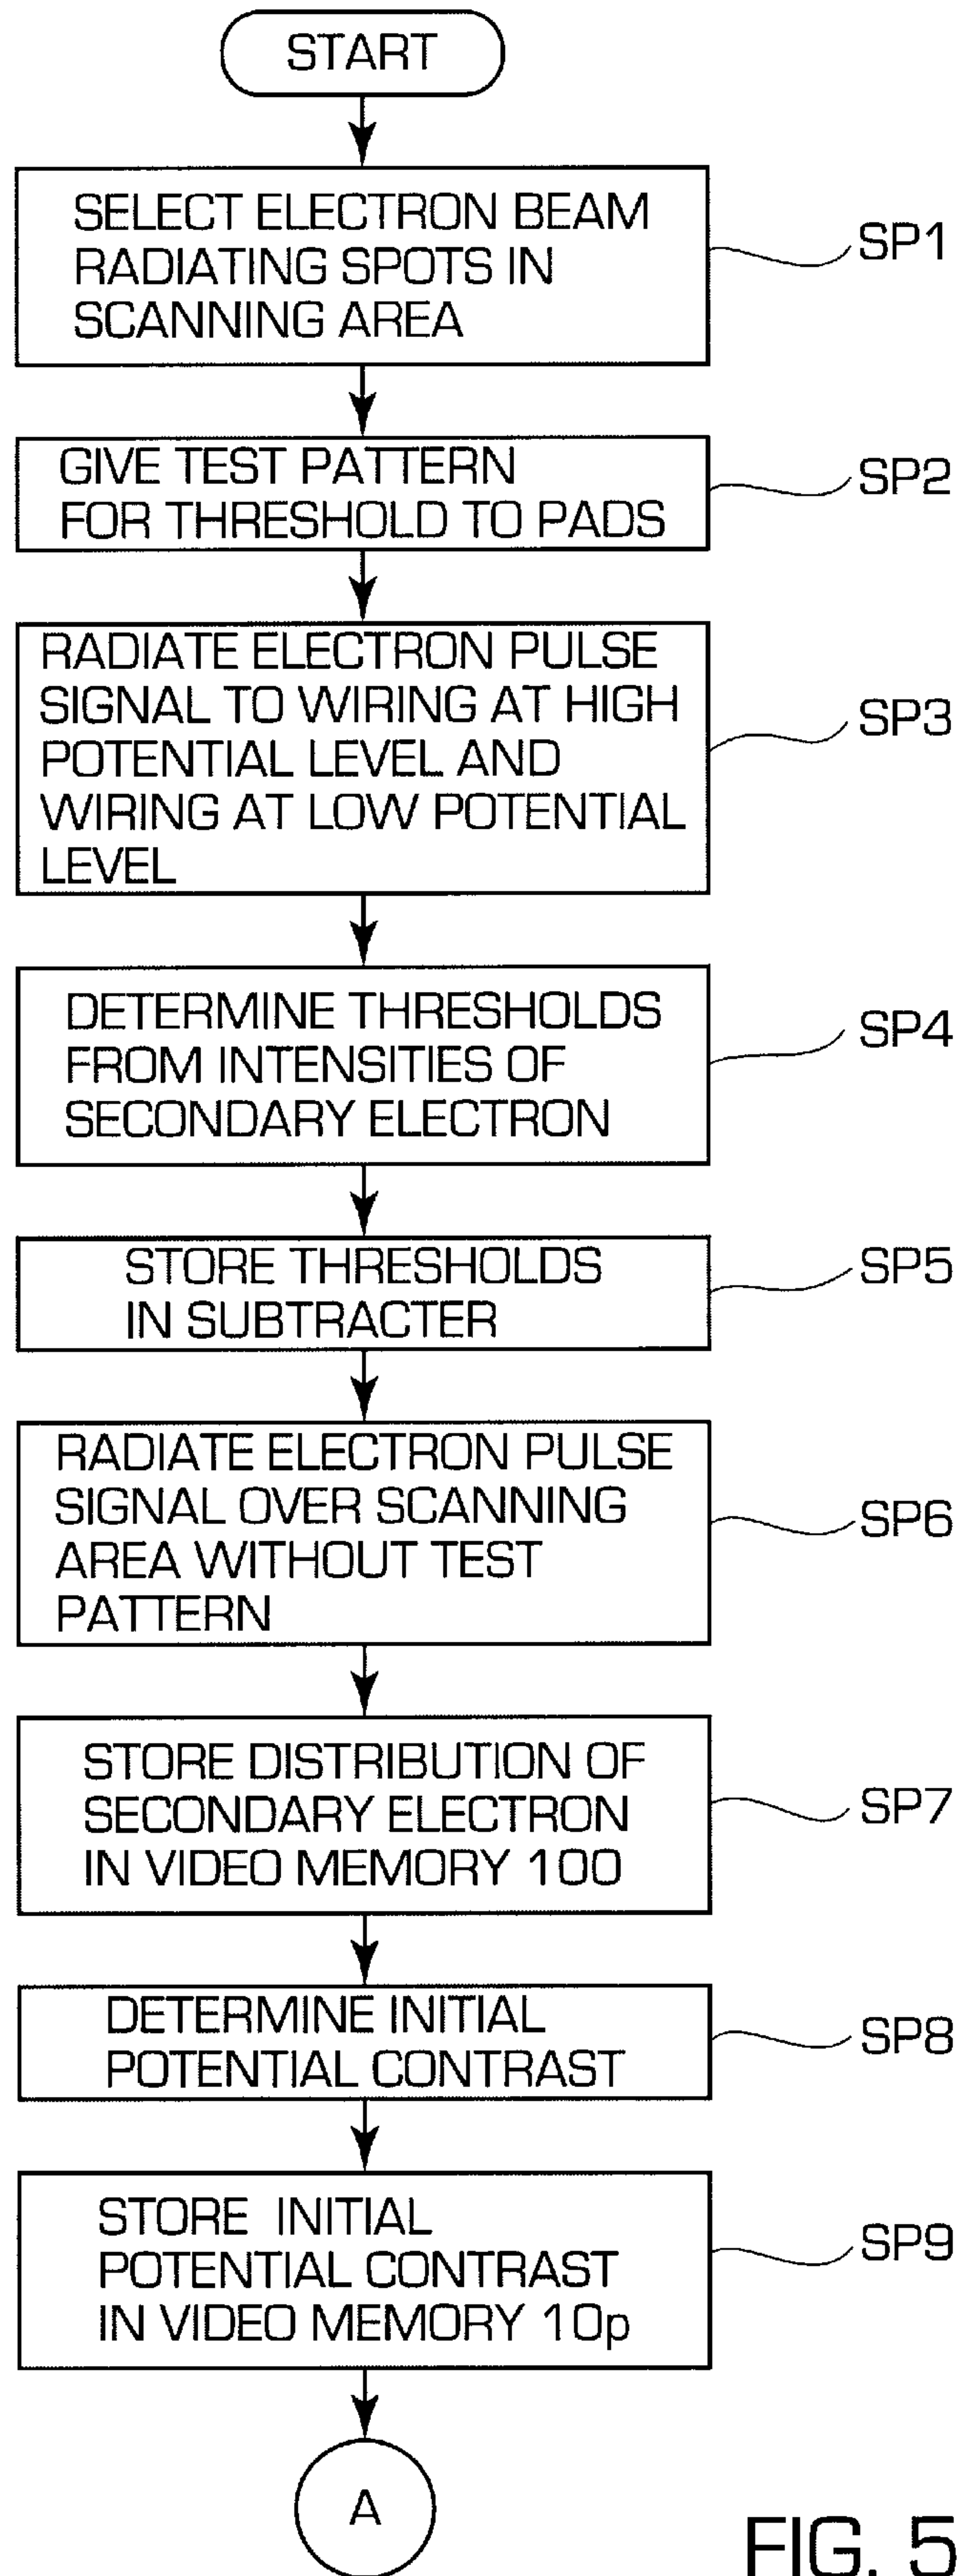 START
SELECT ELECTRON BEAM
RADIATING SPOTS IN
SCANNING AREA
SP1
GIVE TEST PATTERN
FOR THRESHOLD TO PADS
SP2
RADIATE ELECTRON PULSE
SIGNAL TO WIRING AT HIGH
POTENTIAL LEVEL AND
WIRING AT LOW POTENTIAL
LEVEL
SP3
DETERMINE THRESHOLDS
FROM INTENSITIES OF
SECONDARY ELECTRON
SP4
STORE THRESHOLDS
IN SUBTRACTER
SP5
RADIATE ELECTRON PULSE
SIGNAL OVER SCANNING
AREA WITHOUT TEST
PATTERN
SP6
STORE DISTRIBUTION OF
SECONDARY ELECTRON
IN VIDEO MEMORY 100
SP7
DETERMINE INITIAL
POTENTIAL CONTRAST
SP8
STORE INITIAL
POTENTIAL CONTRAST
IN VIDEO MEMORY 10p
SP9
A
FIG. 5